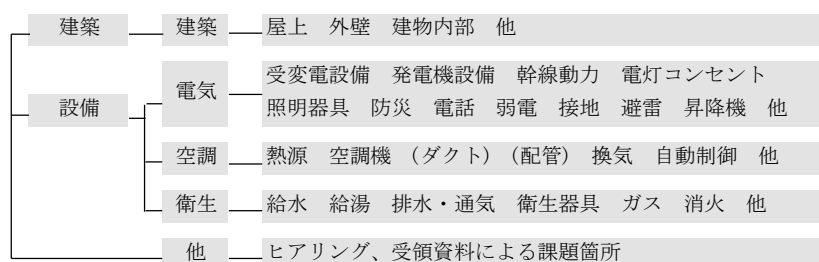 建築 建築 屋上 外壁 建物内部 他
設備
電気 受変電設備 発電機設備 幹線動力 電灯コンセント
照明器具 防災 電話 弱電 接地 避雷 昇降機 他
空調 熱源 空調機 (ダクト) (配管) 換気 自動制御 他
衛生 給水 給湯 排水・通気 衛生器具 ガス 消火 他
他 ヒアリング、受領資料による課題箇所